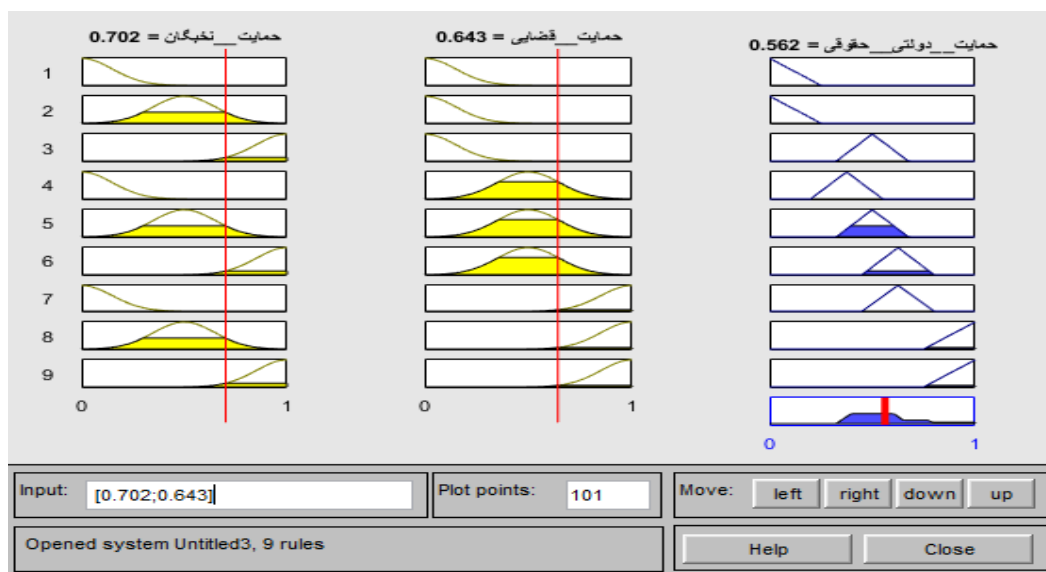 حمایت__نخبگان = 0.702
حمایت__قضایی = 0.643
حمایت__دولتی__حقوقی = 0.562
1
2
3
4
5
6
7
8
9
0 1
0 1
0 1
Input: [0.702;0.643]
Plot points: 101
Move: left right down up
Opened system Untitled3, 9 rules
Help Close